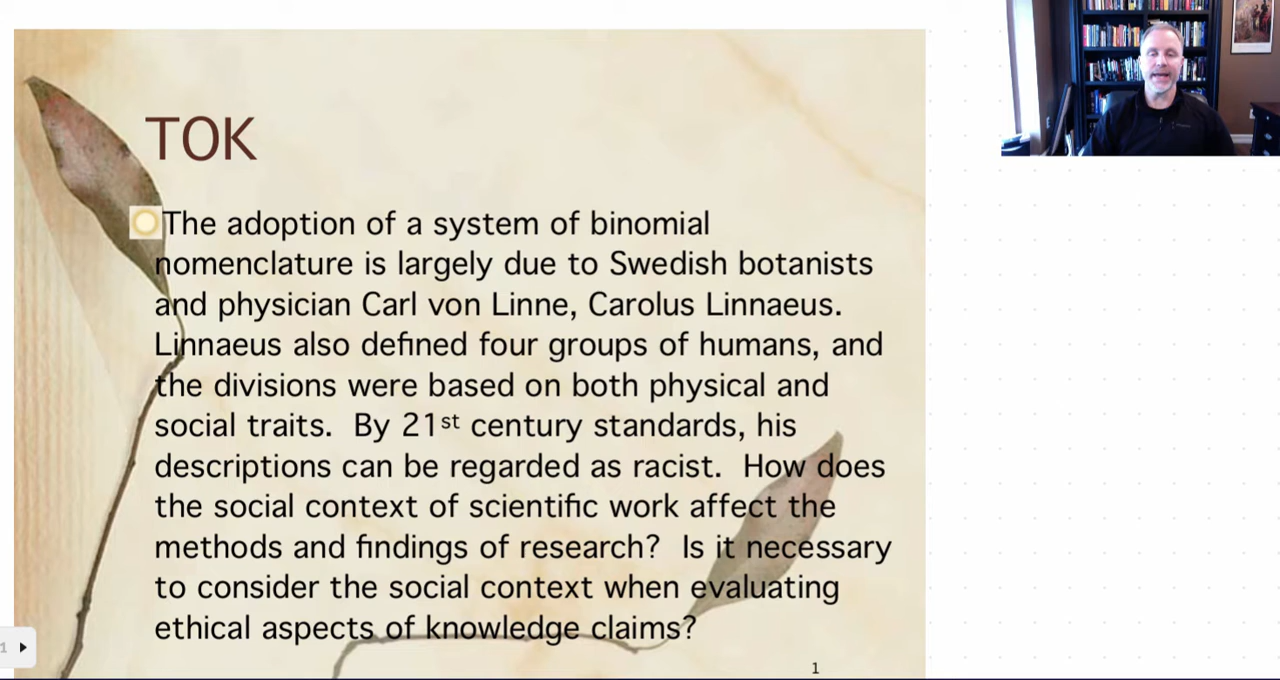 TOK
The adoption of a system of binomial
nomenclature is largely due to Swedish botanists
and physician Carl von Linne, Carolus Linnaeus.
Linnaeus also defined four groups of humans, and
the divisions were based on both physical and
social traits.  By 21st century standards, his
descriptions can be regarded as racist.  How does
the social context of scientific work affect the
methods and findings of research?  Is it necessary
to consider the social context when evaluating
ethical aspects of knowledge claims?
1
1